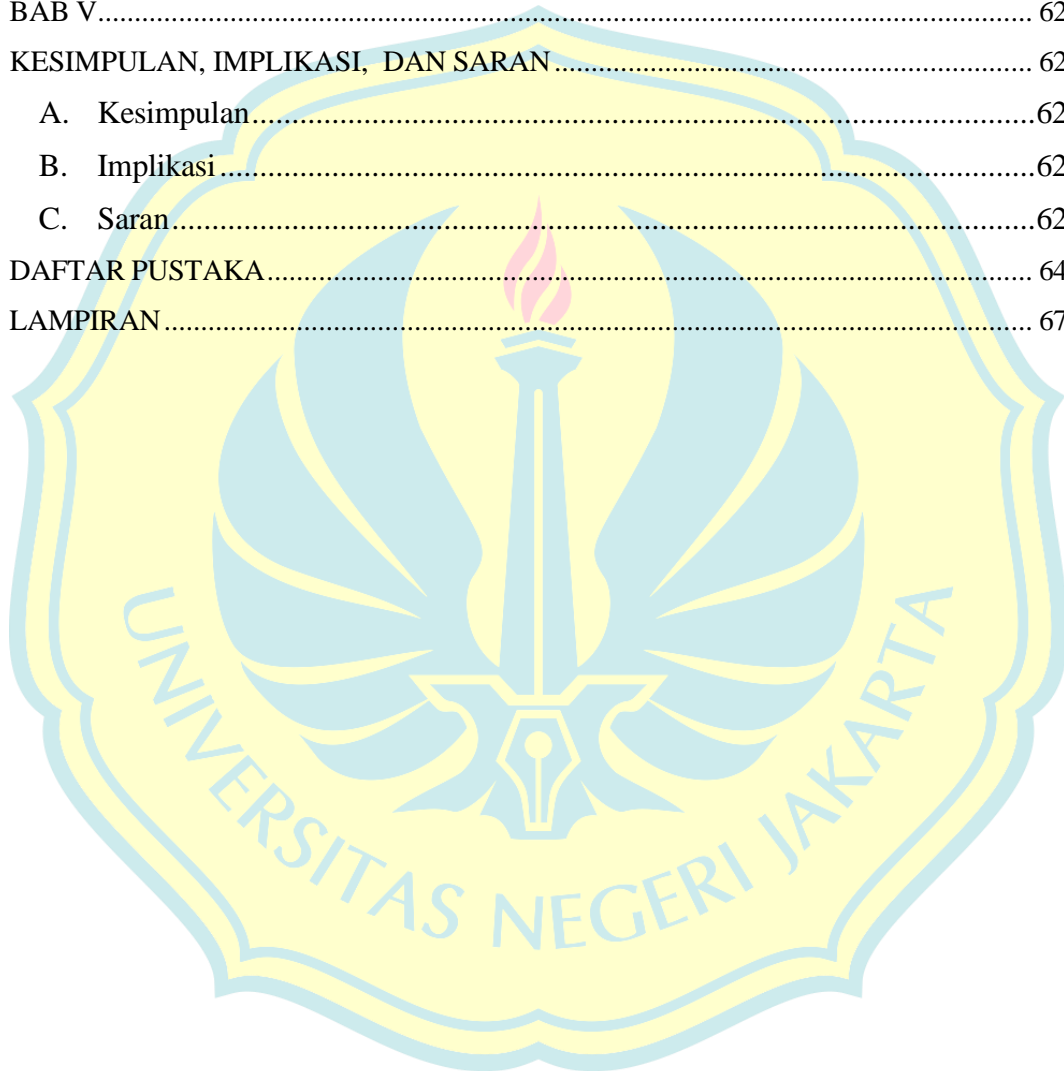 BAB V.......................................................................................................................... 62
KESIMPULAN, IMPLIKASI, DAN SARAN ............................................................... 62
A. Kesimpulan........................................................................................................62
B. Implikasi ............................................................................................................62
C. Saran..................................................................................................................62
DAFTAR PUSTAKA..................................................................................................... 64
LAMPIRAN ................................................................................................................... 67
UNIVERSITAS NEGERI JAKARTA